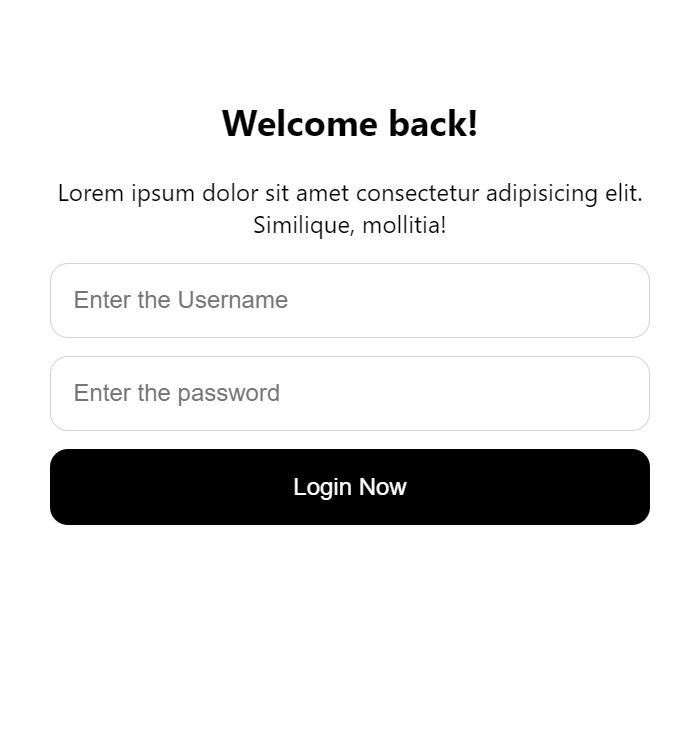 Welcome back!
Lorem ipsum dolor sit amet consectetur adipisicing elit.
Similique, mollitia!
Enter the Username
Enter the password
Login Now